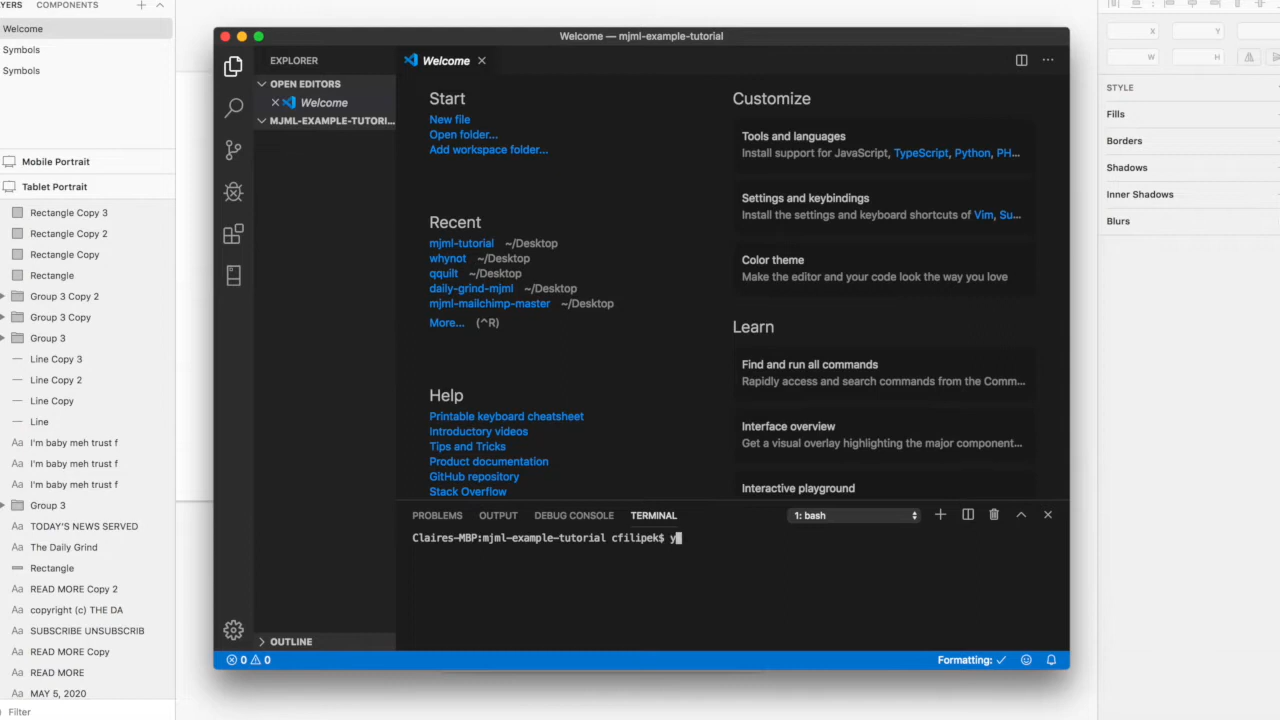 YERS COMPONENTS
Welcome
Symbols
Symbols
Mobile Portrait
Tablet Portrait
Rectangle Copy 3
Rectangle Copy 2
Rectangle Copy
Rectangle
Group 3 Copy 2
Group 3 Copy
Group 3
Line Copy 3
Line Copy 2
Line Copy
Line
Aa I'm baby meh trust f
Aa I'm baby meh trust f
Aa I'm baby meh trust f
Group 3
Aa TODAY'S NEWS SERVED
Aa The Daily Grind
Rectangle
Aa READ MORE Copy 2
Aa copyright (c) THE DA
Aa SUBSCRIBE UNSUBSCRIB
Aa READ MORE Copy
Aa READ MORE
Aa MAY 5, 2020
Filter
Welcome — mjml-example-tutorial
EXPLORER
OPEN EDITORS
Welcome
MJML-EXAMPLE-TUTORI...
OUTLINE
Welcome
Start
New file
Open folder...
Add workspace folder...
Recent
mjml-tutorial ~/Desktop
whynot ~/Desktop
qquilt ~/Desktop
daily-grind-mjml ~/Desktop
mjml-mailchimp-master ~/Desktop
More... (^R)
Help
Printable keyboard cheatsheet
Introductory videos
Tips and Tricks
Product documentation
GitHub repository
Stack Overflow
Customize
Tools and languages
Install support for JavaScript, TypeScript, Python, PH...
Settings and keybindings
Install the settings and keyboard shortcuts of Vim, Su...
Color theme
Make the editor and your code look the way you love
Learn
Find and run all commands
Rapidly access and search commands from the Comm...
Interface overview
Get a visual overlay highlighting the major component...
Interactive playground
PROBLEMS OUTPUT DEBUG CONSOLE TERMINAL 1: bash
Claires-MBP:mjml-example-tutorial cfilipek$ y
0 0 Formatting: ✓
X Y
W H
STYLE
Fills
Borders
Shadows
Inner Shadows
Blurs